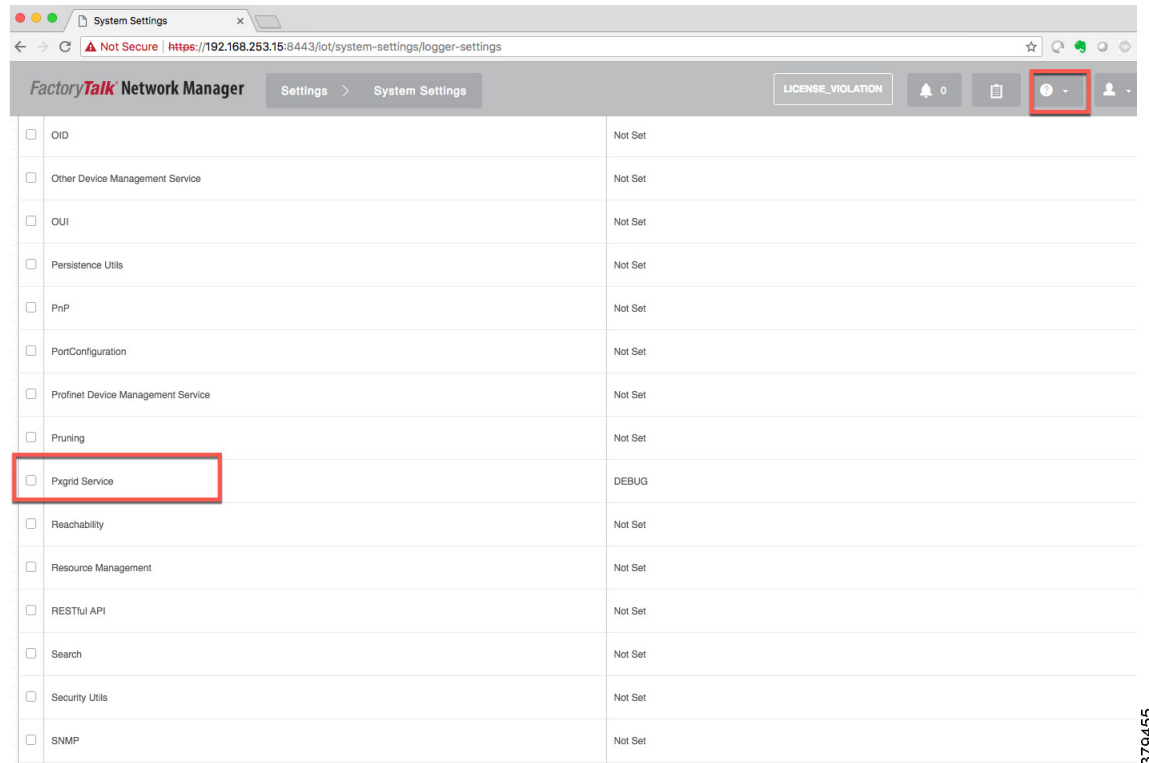 System Settings
Not Secure | https://192.168.253.15:8443/iot/system-settings/logger-settings
FactoryTalk Network Manager Settings > System Settings LICENSE_VIOLATION 0 ?
OID Not Set
Other Device Management Service Not Set
OUI Not Set
Persistence Utils Not Set
PnP Not Set
PortConfiguration Not Set
Profinet Device Management Service Not Set
Pruning Not Set
Pxgrid Service DEBUG
Reachability Not Set
Resource Management Not Set
RESTful API Not Set
Search Not Set
Security Utils Not Set
SNMP Not Set
379455